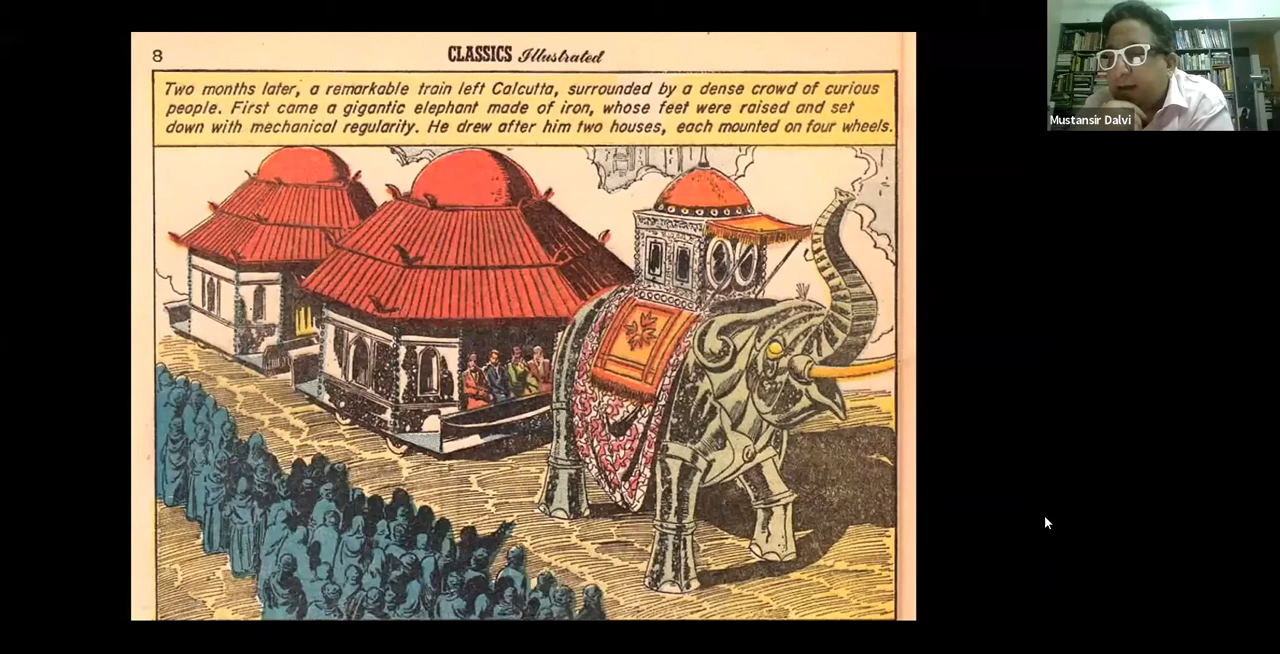 8
CLASSICS Illustrated
Two months later, a remarkable train left Calcutta, surrounded by a dense crowd of curious
people. First came a gigantic elephant made of iron, whose feet were raised and set
down with mechanical regularity. He drew after him two houses, each mounted on four wheels.
Mustansir Dalvi